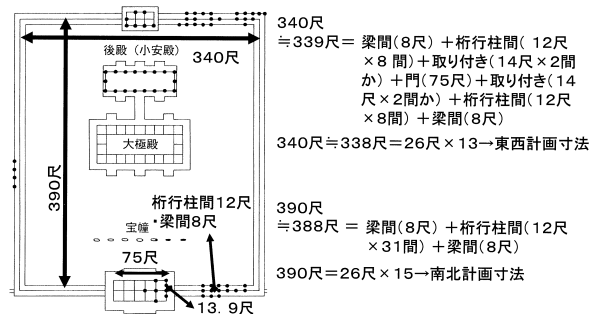 340尺
後殿（小安殿）
大極殿
390尺
桁行柱間12尺
・梁間8尺
宝幢
75尺
13．9尺
340尺
≒339尺＝ 梁間（8尺）＋桁行柱間（ 12尺
×8 間）＋取り付き（14尺×2間
か）＋門（75尺）＋取り付き（14
尺×2間か） ＋桁行柱間（12尺
×8間）＋梁間（8尺）
340尺≒338尺＝26尺×13→東西計画寸法
390尺
≒388尺＝ 梁間（8尺）＋桁行柱間（12尺
×31間）＋梁間（8尺）
390尺＝26尺×15→南北計画寸法